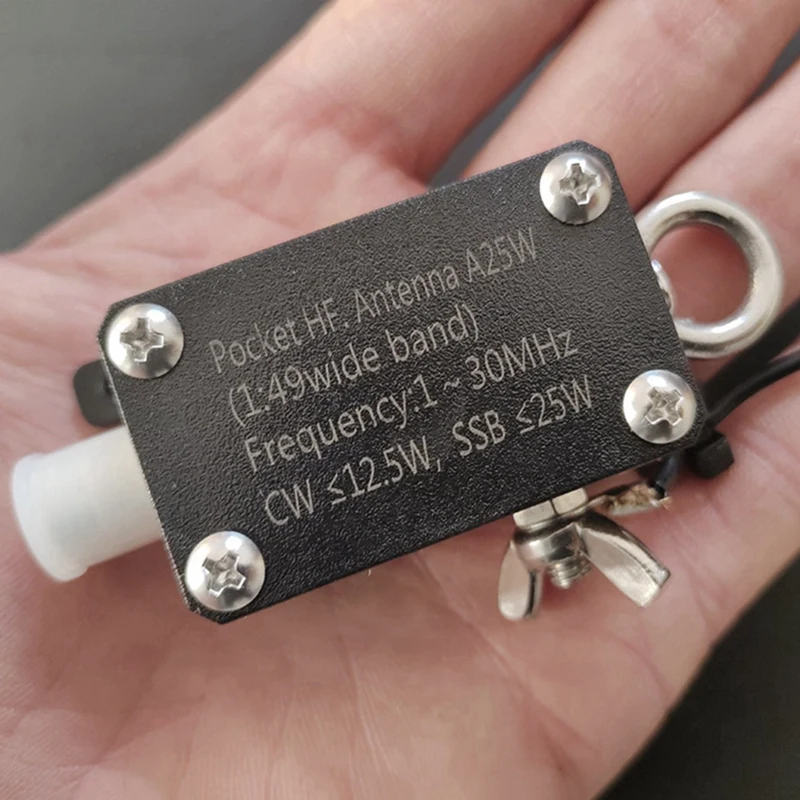 Pocket HF. Antenna A25W
(1:49wide band)
Frequency:1 ~ 30MHz
CW ≤12.5W, SSB ≤25W